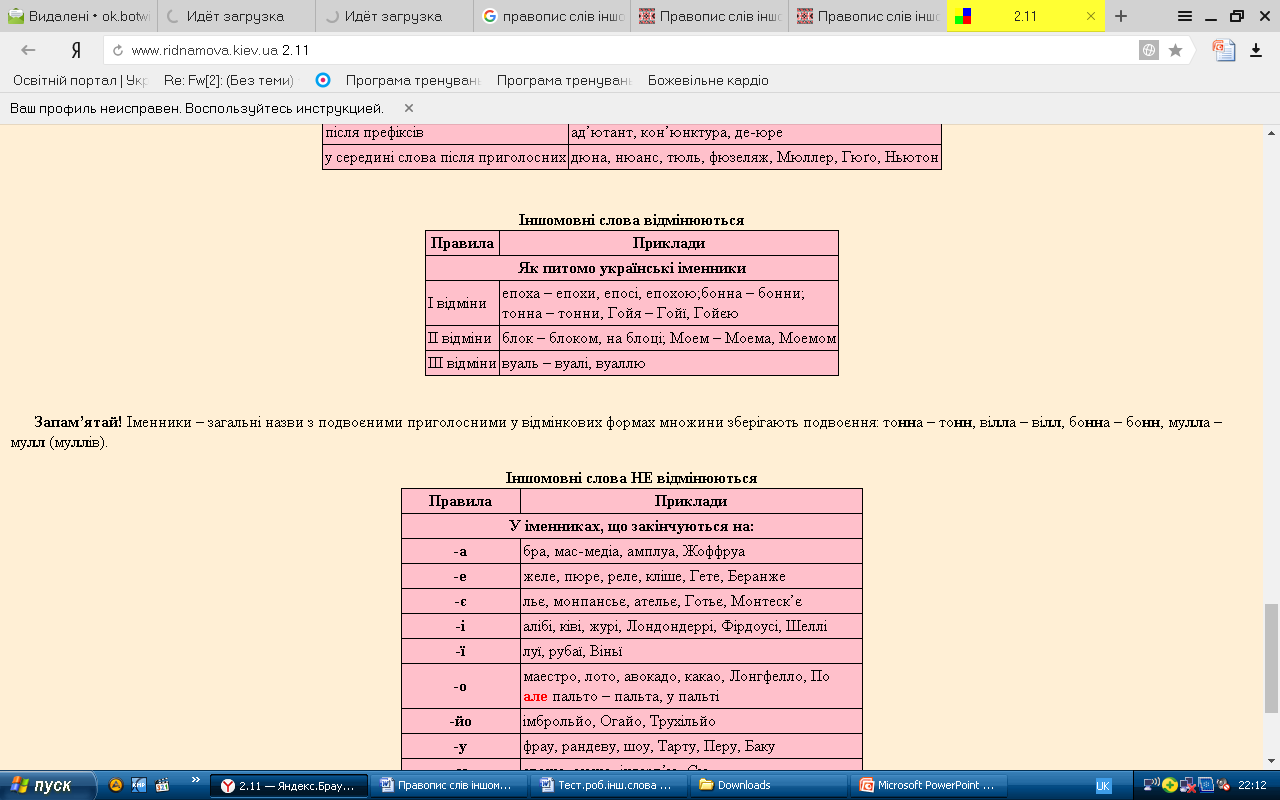 Видалені • ok.botw
Идёт загрузка
Идёт загрузка
правопис слів іншо
Правопис слів інш
Правопис слів інш
2.11
www.ridnamova.kiev.ua 2.11
Освітній портал | Укр
Re: Fw[2]: (Без теми)
Програма тренуван
Програма тренуван
Божевільне кардіо
Ваш профиль неисправен. Воспользуйтесь инструкцией.
після префіксів ад’ютант, кон’юнктура, де-юре
у середині слова після приголосних дюна, нюанс, тюль, фюзеляж, Мюллер, Гюґо, Ньютон
Іншомовні слова відмінюються
Правила Приклади
Як питомо українські іменники
І відміни епоха – епохи, епосі, епохою;бонна – бонни;
тонна – тонни, Гойя – Гойї, Гойєю
ІІ відміни блок – блоком, на блоці; Моем – Моема, Моемом
ІІІ відміни вуаль – вуалі, вуаллю
Запам’ятай! Іменники – загальні назви з подвоєними приголосними у відмінкових формах множини зберігають подвоєння: тонна – тонн, вілла – вілл, бонна – бонн, мулла –
мулл (муллів).
Іншомовні слова НЕ відмінюються
Правила Приклади
У іменниках, що закінчуються на:
-а бра, мас-медіа, амплуа, Жоффруа
-е желе, пюре, реле, кліше, Гете, Беранже
-є льє, монпансьє, ательє, Готьє, Монтеск’є
-і алібі, ківі, журі, Лондондеррі, Фірдоусі, Шеллі
-ї луї, рубаї, Віньї
-о маестро, лото, авокадо, какао, Лонгфелло, По
але пальто – пальта, у пальті
-йо імброльйо, Огайо, Трухільйо
-у фрау, рандеву, шоу, Тарту, Перу, Баку
пуск
2.11 — Яндекс.Брау...
Правопис слів іншом...
Тест.роб.інш.слова ...
Downloads
Microsoft PowerPoint ...
UK
22:12